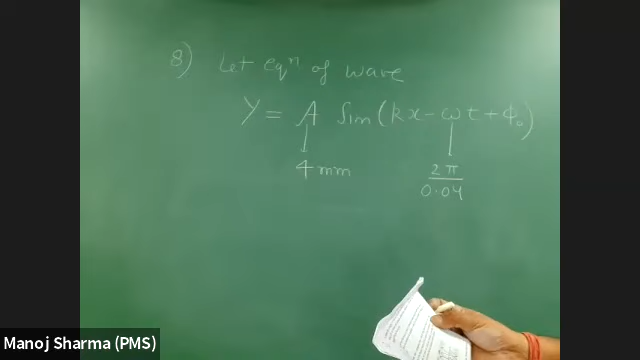 8) Let eqⁿ of wave
Y = A Sin (kx - ωt + ϕ₀)
4 mm
2π
0.04
Manoj Sharma (PMS)